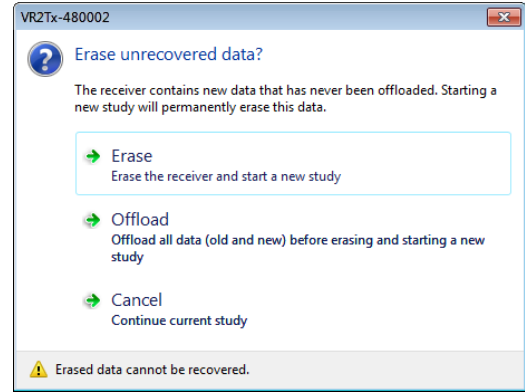 VR2Tx-480002
Erase unrecovered data?
The receiver contains new data that has never been offloaded. Starting a
new study will permanently erase this data.
Erase
Erase the receiver and start a new study
Offload
Offload all data (old and new) before erasing and starting a new
study
Cancel
Continue current study
Erased data cannot be recovered.